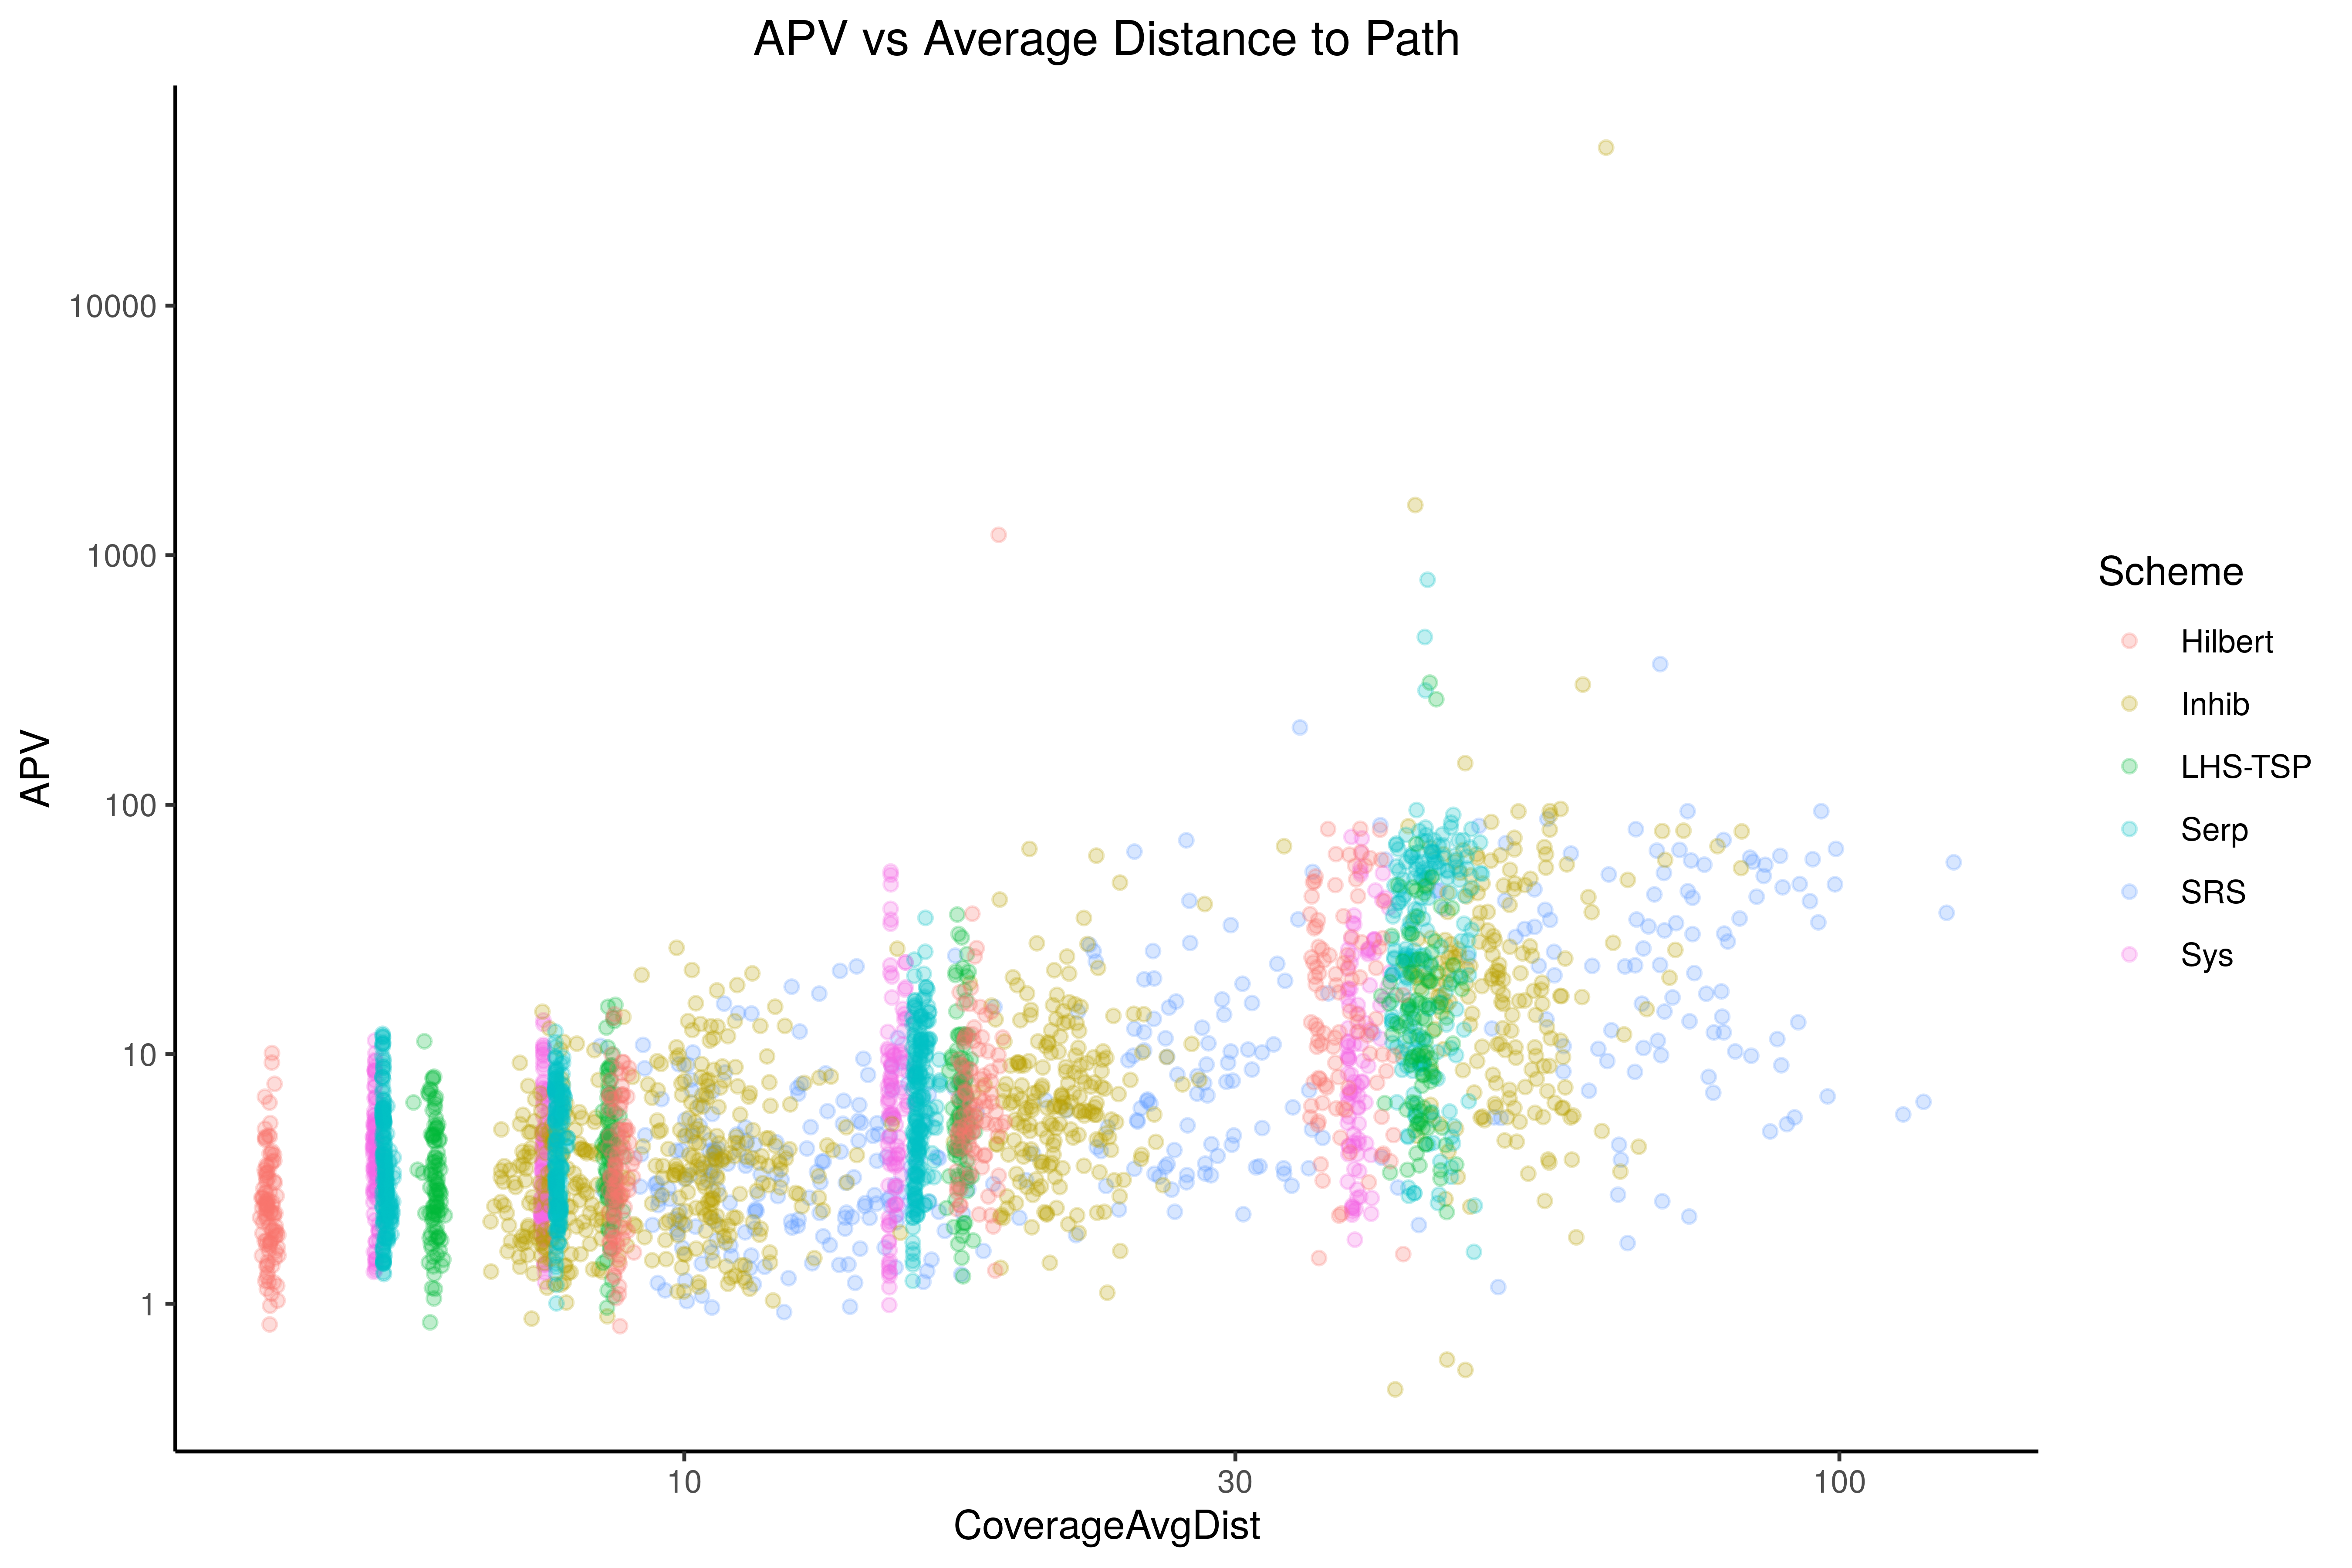 APV vs Average Distance to Path
APV
10000
1000
100
10
1
10
30
100
CoverageAvgDist
Scheme
Hilbert
Inhib
LHS-TSP
Serp
SRS
Sys